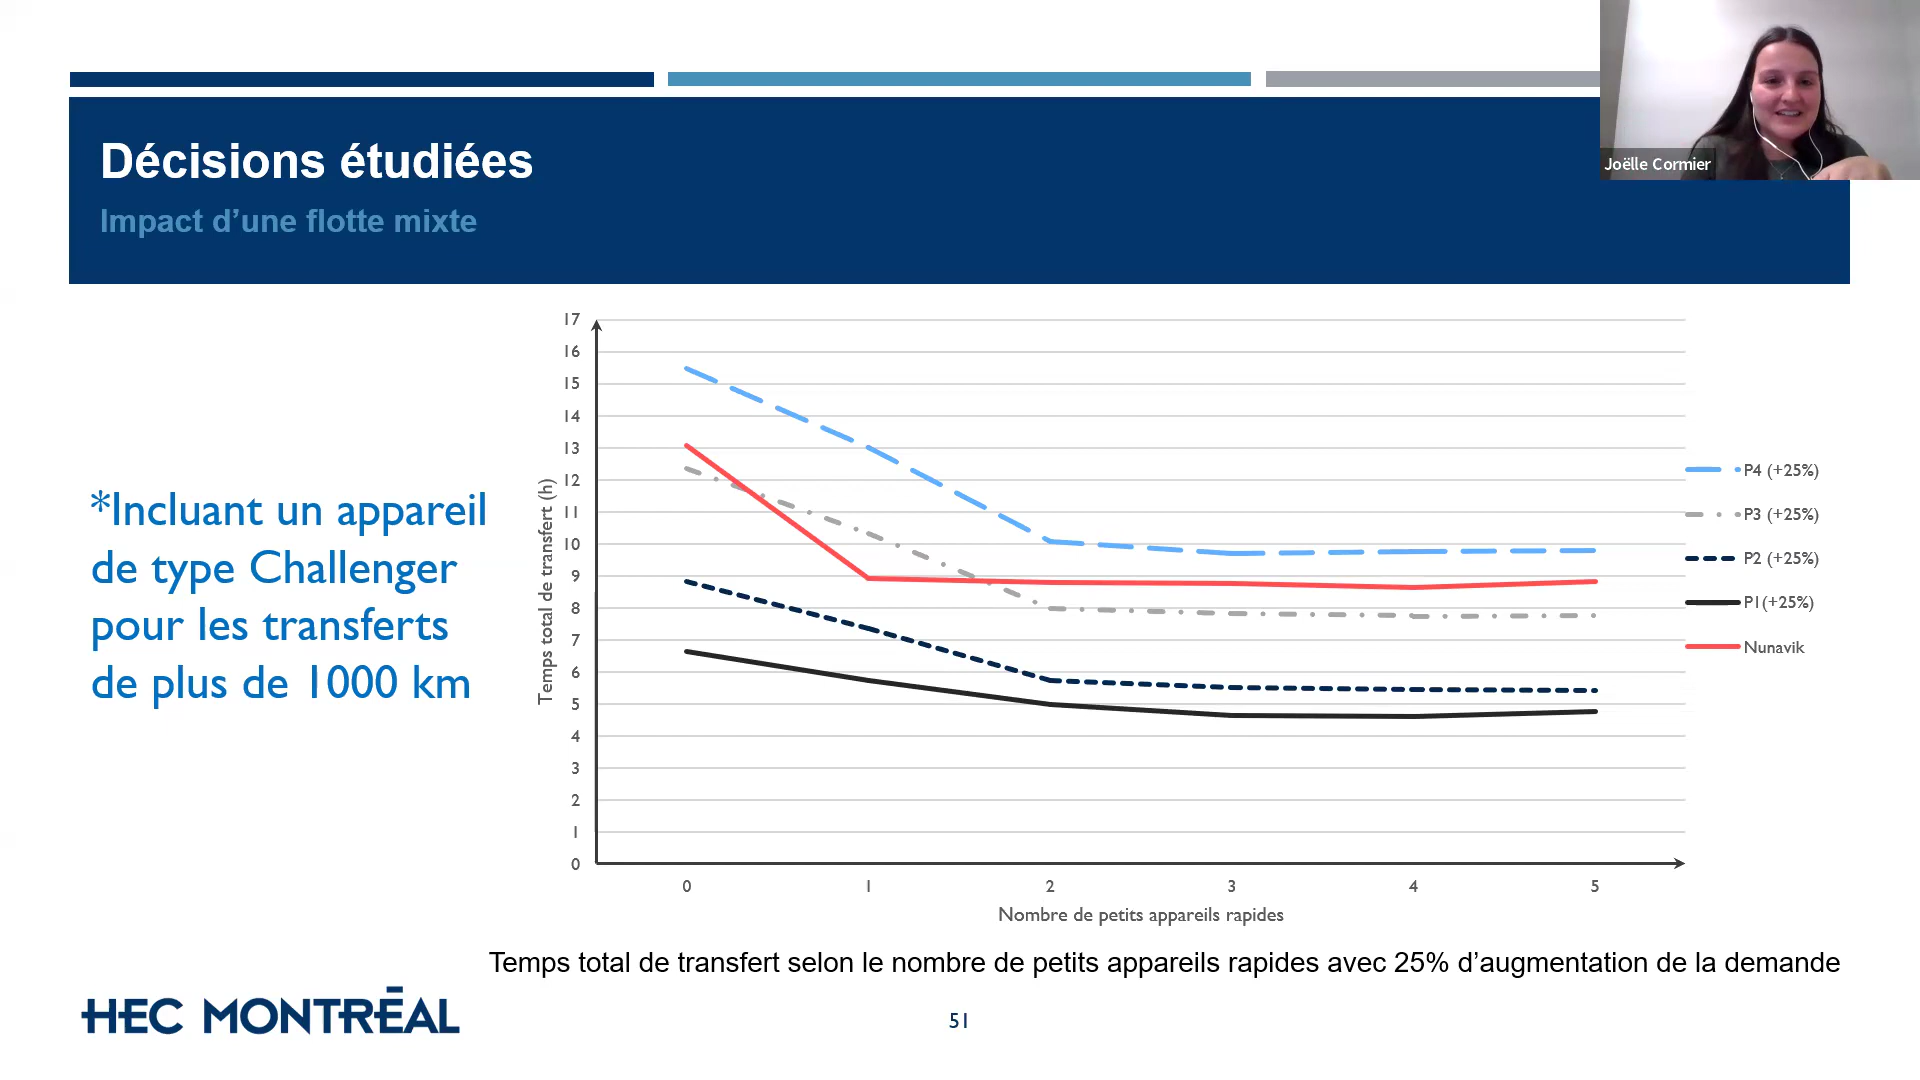 Joëlle Cormier
Décisions étudiées
Impact d’une flotte mixte
*Incluant un appareil
de type Challenger
pour les transferts
de plus de 1000 km
Temps total de transfert (h)
17
16
15
14
13
12
11
10
9
8
7
6
5
4
3
2
1
0
0 1 2 3 4 5
Nombre de petits appareils rapides
P4 (+25%)
P3 (+25%)
P2 (+25%)
P1(+25%)
Nunavik
Temps total de transfert selon le nombre de petits appareils rapides avec 25% d’augmentation de la demande
HEC MONTRÉAL
51